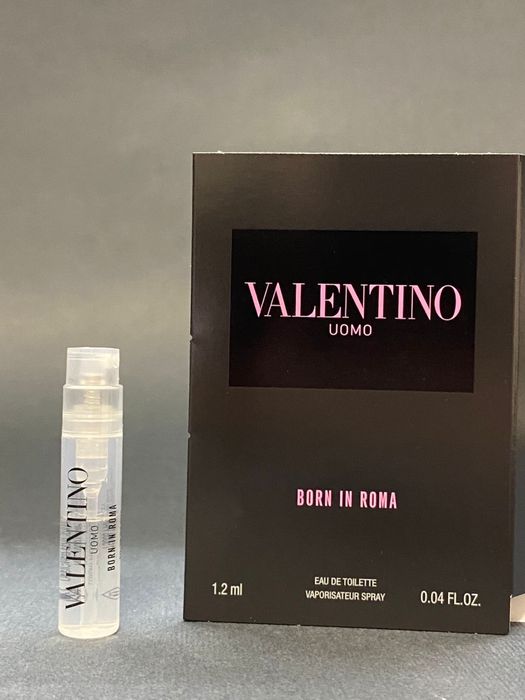 VALENTINO
UOMO
BORN IN ROMA
1.2 ml
EAU DE TOILETTE
VAPORISATEUR SPRAY
0.04 FL.OZ.
VALENTINO
UOMO
BORN IN ROMA